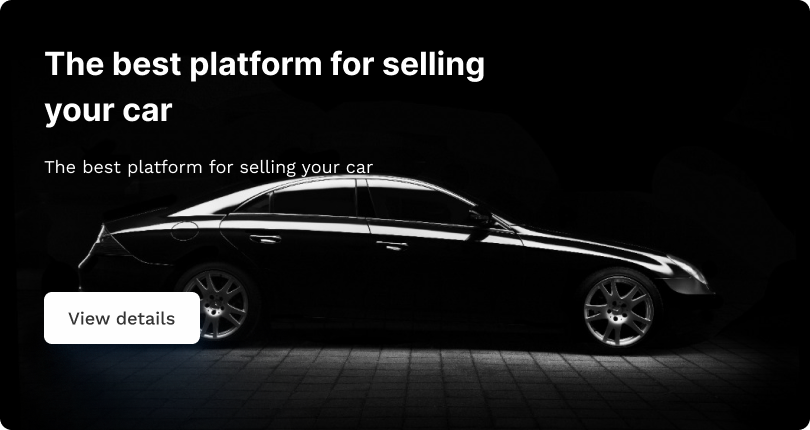 The best platform for selling
your car
The best platform for selling your car
View details